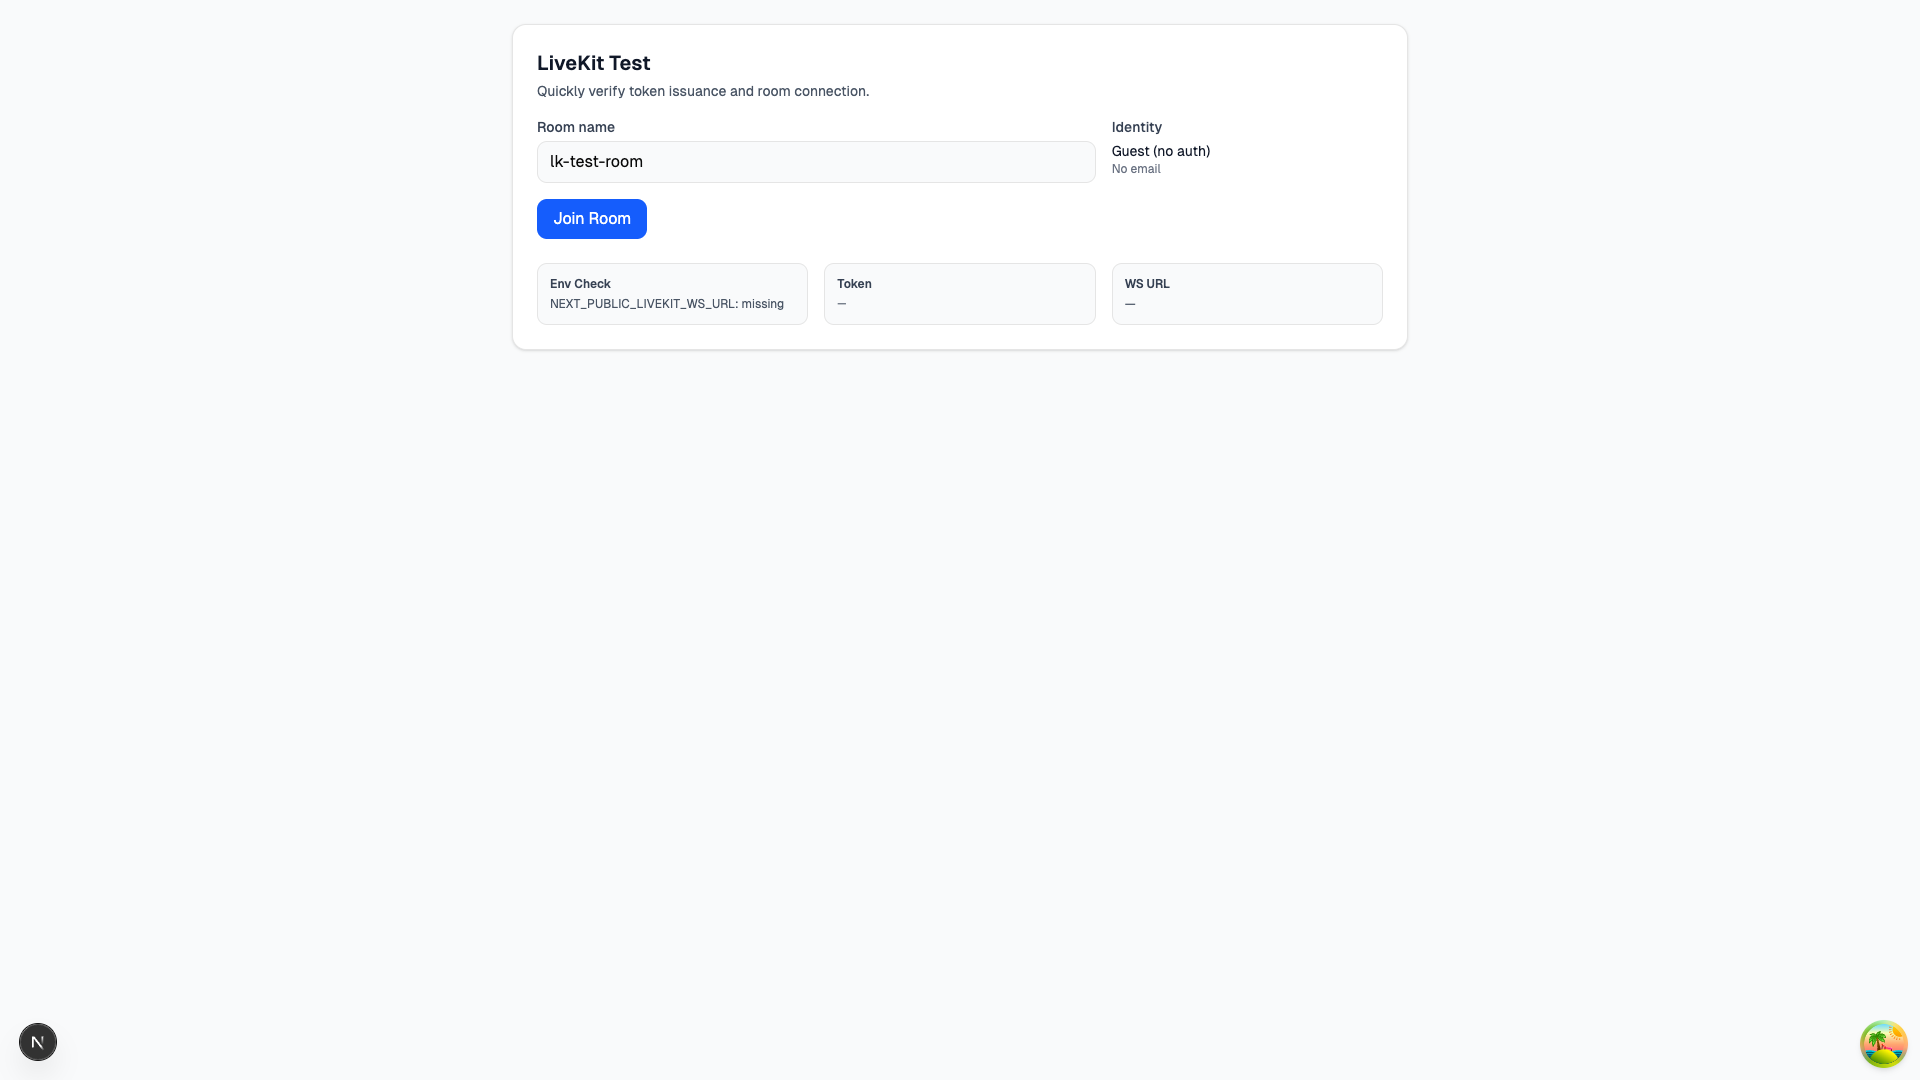 LiveKit Test
Quickly verify token issuance and room connection.
Room name
lk-test-room
Identity
Guest (no auth)
No email
Join Room
Env Check
NEXT_PUBLIC_LIVEKIT_WS_URL: missing
Token
—
WS URL
—
N